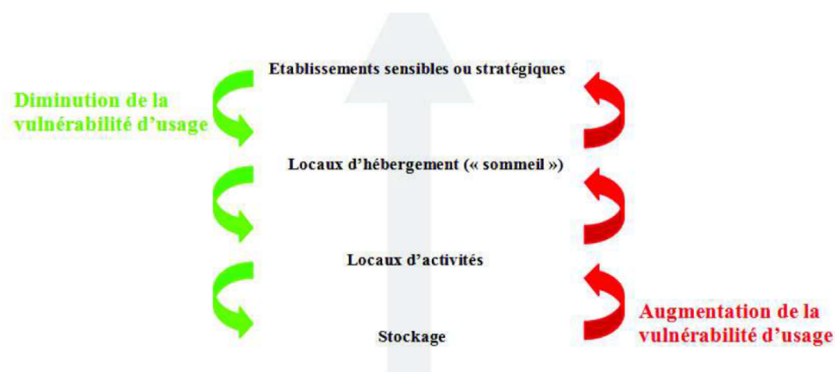 Etablissements sensibles ou stratégiques
Diminution de la
vulnérabilité d'usage
Locaux d'hébergement (« sommeil »)
Locaux d'activités
Augmentation de la
vulnérabilité d'usage
Stockage